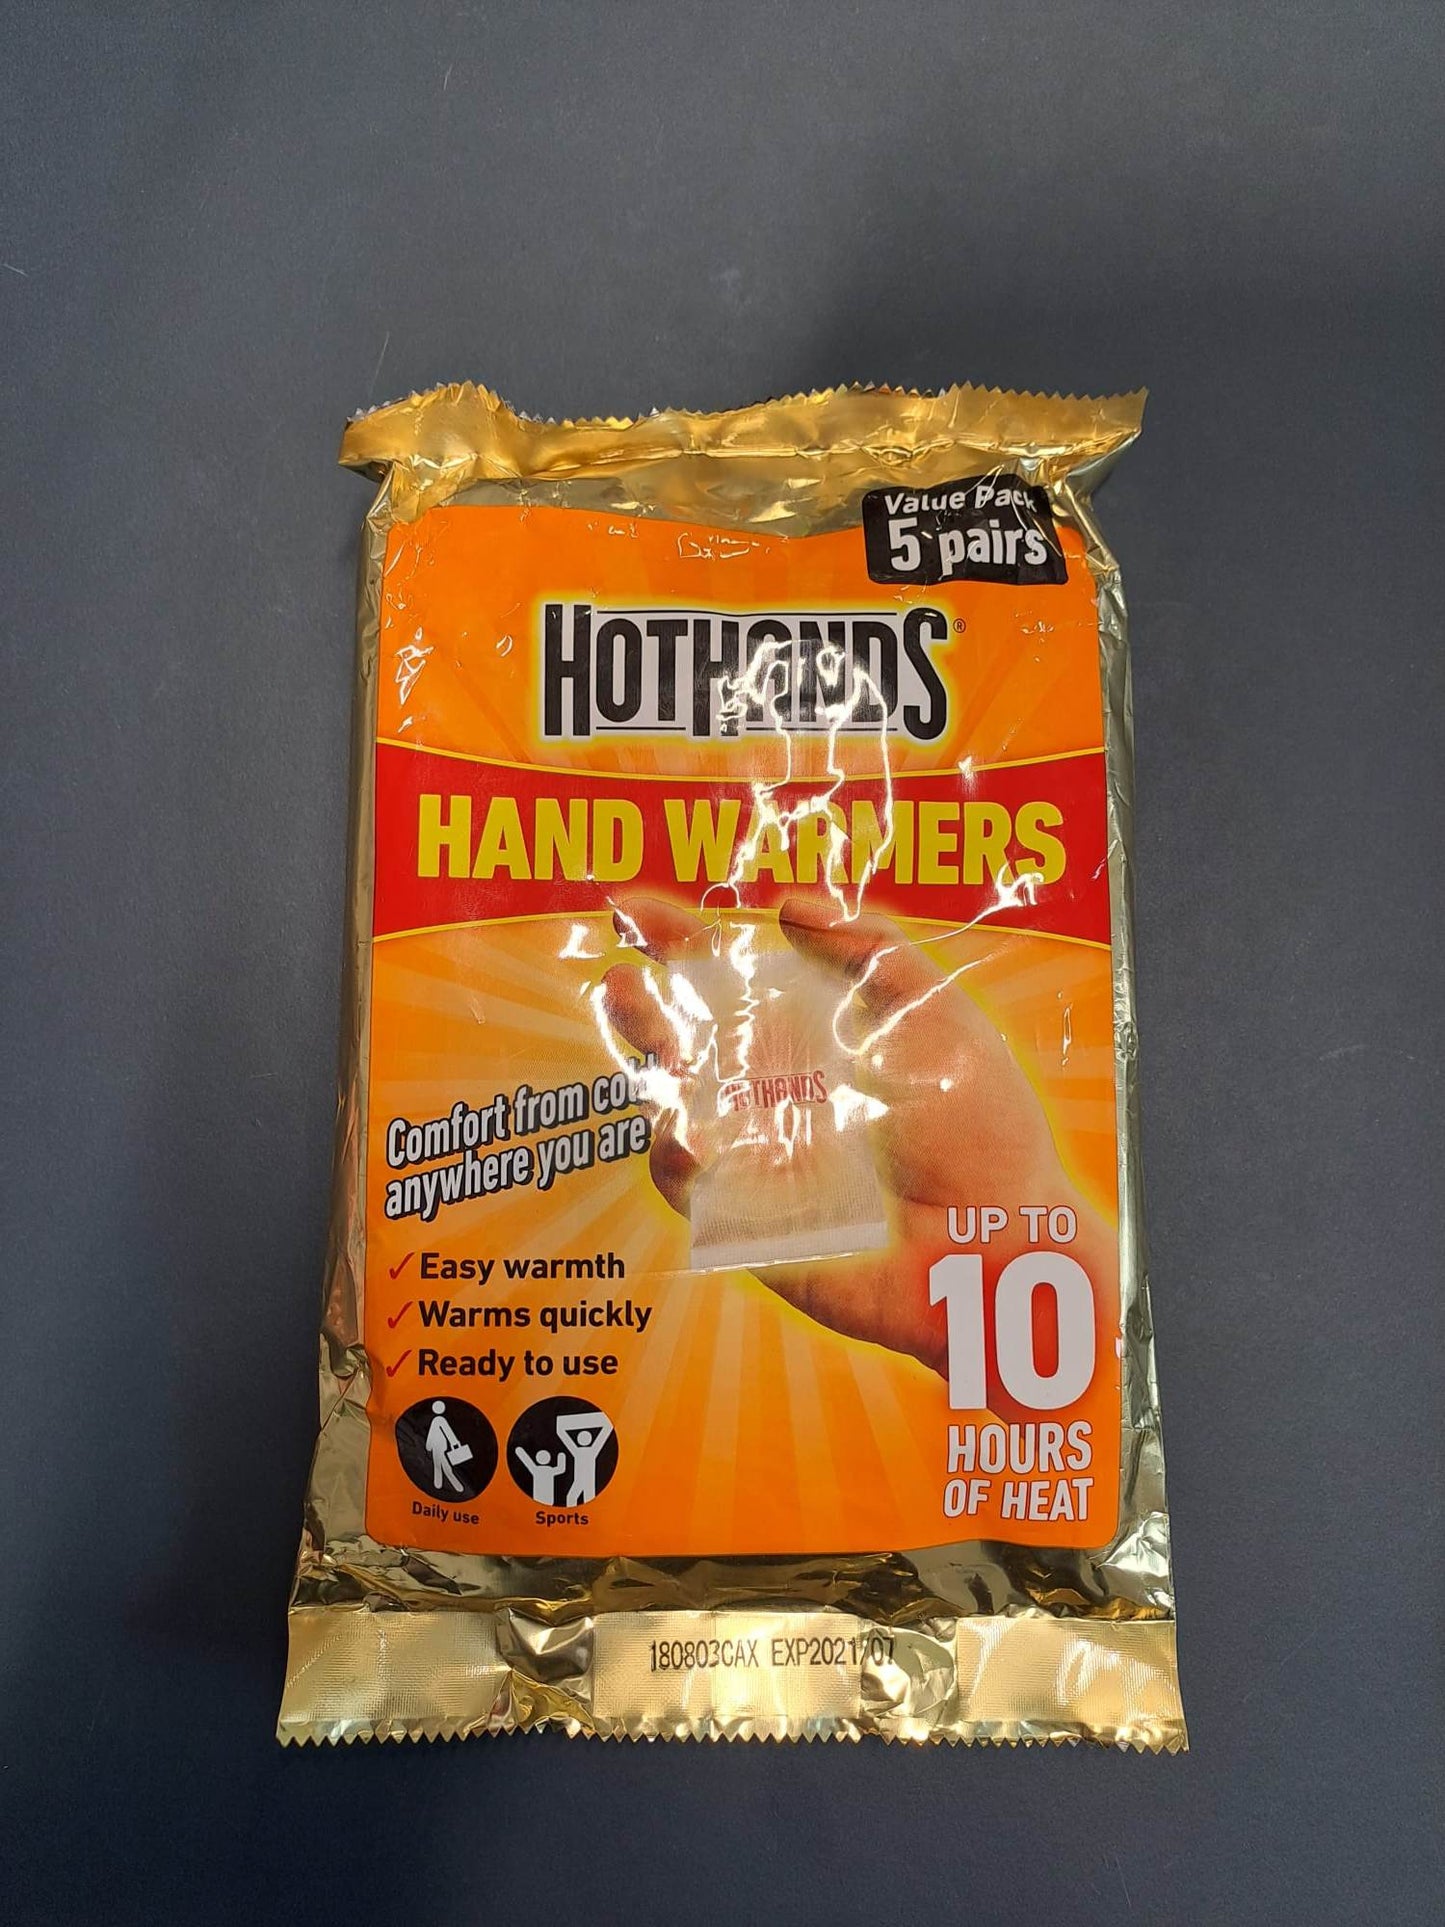 Value Pack
5 pairs
HOTHANDS®
HAND WARMERS
HOTHANDS
Comfort from cold
anywhere you are
✓ Easy warmth
✓ Warms quickly
✓ Ready to use
Daily use
Sports
UP TO
10
HOURS
OF HEAT
180803CAX EXP2021/07